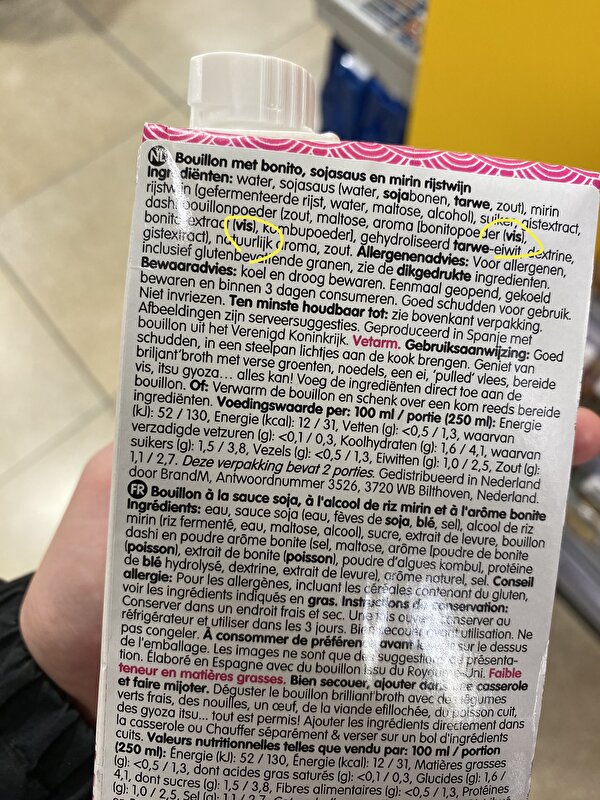 NL Bouillon met bonito, sojasaus en mirin rijstwijn
Ingrediënten: water, sojasaus (water, sojabonen, tarwe, zout), mirin
rijstwijn (gefermenteerde rijst, water, maltose, alcohol), suiker, gistextract,
dashi bouillonpoeder (zout, maltose, aroma [bonitopoeder (vis),
bonito extract (vis), kombupoeder], gehydroliseerd tarwe-eiwit, dextrine,
gistextract), natuurlijk aroma, zout. Allergenenadvies: Voor allergenen,
inclusief glutenbevattende granen, zie de dikgedrukte ingrediënten.
Bewaaradvies: koel en droog bewaren. Eenmaal geopend, gekoeld
bewaren en binnen 3 dagen consumeren. Goed schudden voor gebruik.
Niet invriezen. Ten minste houdbaar tot: zie bovenkant verpakking.
Afbeeldingen zijn serveersuggesties. Geproduceerd in Spanje met
bouillon uit het Verenigd Koninkrijk. Vetarm. Gebruiksaanwijzing: Goed
schudden, in een steelpan lichtjes aan de kook brengen. Geniet van
briljant'broth met verse groenten, noedels, een ei, 'pulled' vlees, bereide
vis, itsu gyoza... alles kan! Voeg de ingrediënten direct toe aan de
bouillon. Of: Verwarm de bouillon en schenk over een kom reeds bereide
ingrediënten. Voedingswaarde per: 100 ml / portie (250 ml): Energie
(kJ): 52 / 130, Energie (kcal): 12 / 31, Vetten (g): <0,5 / 1,3, waarvan
verzadigde vetzuren (g): <0,1 / 0,3, Koolhydraten (g): 1,6 / 4,1, waarvan
suikers (g): 1,5 / 3,8, Vezels (g): <0,5 / 1,3, Eiwitten (g): 1,0 / 2,5, Zout (g):
1,1 / 2,7. Deze verpakking bevat 2 porties. Gedistribueerd in Nederland
door BrandM, Antwoordnummer 3526, 3720 WB Bilthoven, Nederland.
FR Bouillon à la sauce soja, à l'alcool de riz mirin et à l'arôme bonite
Ingrédients: eau, sauce soja (eau, fèves de soja, blé, sel), alcool de riz
mirin (riz fermenté, eau, maltose, alcool), sucre, extrait de levure, bouillon
dashi en poudre arôme bonite (sel, maltose, arôme [poudre de bonite
(poisson), extrait de bonite (poisson), poudre d'algues kombu], protéine
de blé hydrolysé, dextrine, extrait de levure), arôme naturel, sel. Conseil
allergie: Pour les allergènes, incluant les céréales contenant du gluten,
voir les ingrédients indiqués en gras. Instructions de conservation:
Conserver dans un endroit frais et sec. Une fois ouvert, conserver au
réfrigérateur et utiliser dans les 3 jours. Bien secouer avant utilisation. Ne
pas congeler. À consommer de préférence avant le: voir sur le dessus
de l'emballage. Les images ne sont que des suggestions de présenta-
tion. Élaboré en Espagne avec du bouillon issu du Royaume-Uni. Faible
teneur en matières grasses. Bien secouer, ajouter dans une casserole
et faire mijoter. Déguster le bouillon brilliant'broth avec des légumes
verts frais, des nouilles, un œuf, de la viande effilochée, du poisson cuit,
des gyoza itsu... tout est permis! Ajouter les ingrédients directement dans
la casserole ou Chauffer séparément & verser sur un bol d'ingrédients
cuits. Valeurs nutritionnelles telles que vendu par: 100 ml / portion
(250 ml): Énergie (kJ): 52 / 130, Énergie (kcal): 12 / 31, Matières grasses
(g): <0,5 / 1,3, dont acides gras saturés (g): <0,1 / 0,3, Glucides (g): 1,6 /
4,1, dont sucres (g): 1,5 / 3,8, Fibres alimentaires (g): <0,5 / 1,3, Protéines
(g): 1,0 / 2,5, Sel (g): 1,1 / 2,7.